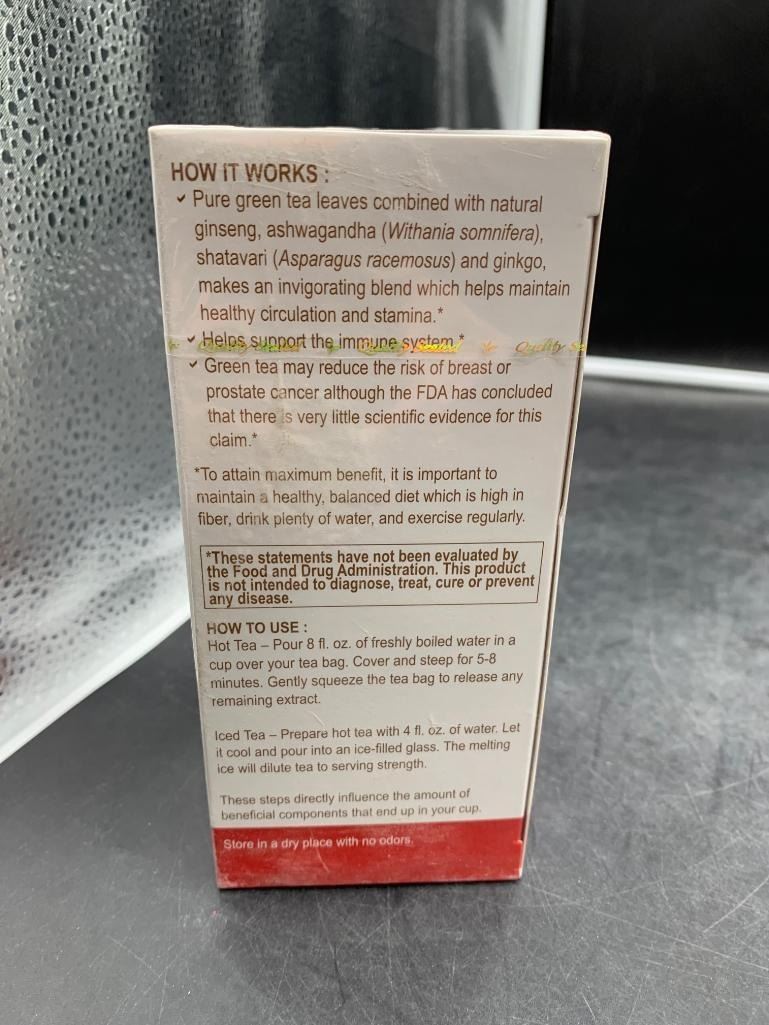 HOW IT WORKS :
✓ Pure green tea leaves combined with natural
ginseng, ashwagandha (Withania somnifera),
shatavari (Asparagus racemosus) and ginkgo,
makes an invigorating blend which helps maintain
healthy circulation and stamina.*
✓ Helps support the immune system.*
Quality Sealed Quality Sealed Quality Se
✓ Green tea may reduce the risk of breast or
prostate cancer although the FDA has concluded
that there is very little scientific evidence for this
claim.*
*To attain maximum benefit, it is important to
maintain a healthy, balanced diet which is high in
fiber, drink plenty of water, and exercise regularly.
*These statements have not been evaluated by
the Food and Drug Administration. This product
is not intended to diagnose, treat, cure or prevent
any disease.
HOW TO USE :
Hot Tea – Pour 8 fl. oz. of freshly boiled water in a
cup over your tea bag. Cover and steep for 5-8
minutes. Gently squeeze the tea bag to release any
remaining extract.
Iced Tea – Prepare hot tea with 4 fl. oz. of water. Let
it cool and pour into an ice-filled glass. The melting
ice will dilute tea to serving strength.
These steps directly influence the amount of
beneficial components that end up in your cup.
Store in a dry place with no odors.